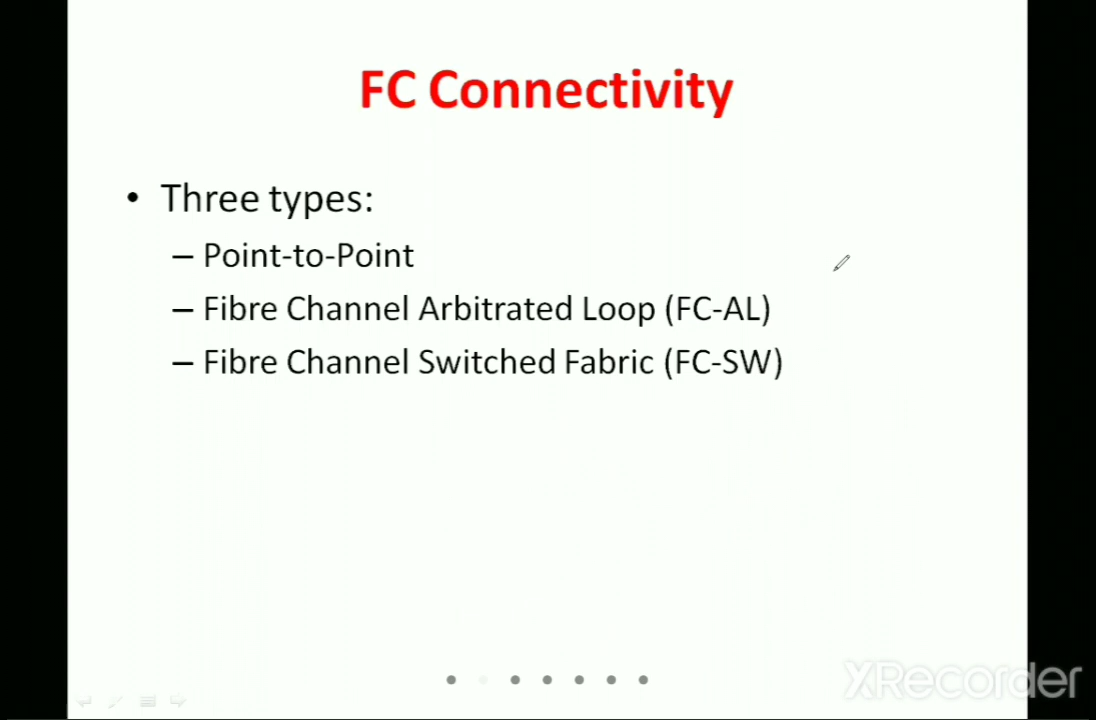 FC Connectivity
• Three types:
– Point-to-Point
– Fibre Channel Arbitrated Loop (FC-AL)
– Fibre Channel Switched Fabric (FC-SW)
XRecorder